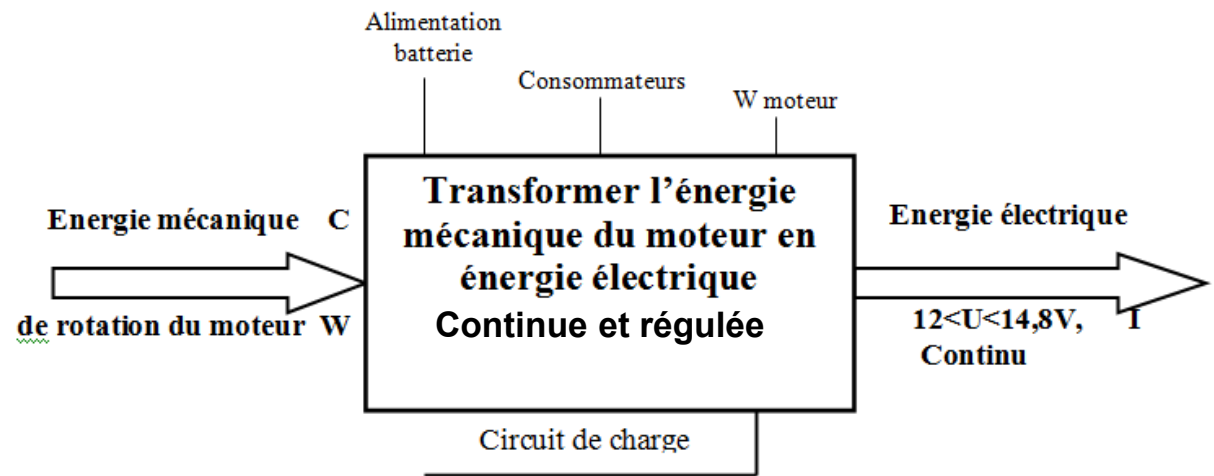 Alimentation
batterie
Consommateurs
W moteur
Energie mécanique C
de rotation du moteur W
Transformer l’énergie
mécanique du moteur en
énergie électrique
Continue et régulée
Energie électrique
12<U<14,8V, I
Continu
Circuit de charge